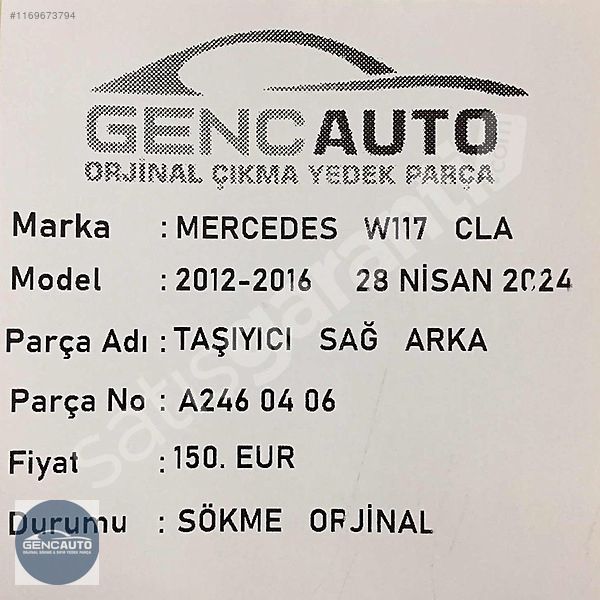 #1169673794
GENCAUTO
ORJİNAL ÇIKMA YEDEK PARÇA
Marka : MERCEDES W117 CLA
Model : 2012-2016 28 NİSAN 2024
Parça Adı : TAŞIYICI SAĞ ARKA
Parça No : A246 04 06
Fiyat : 150. EUR
Durumu : SÖKME ORJİNAL
GENCAUTO